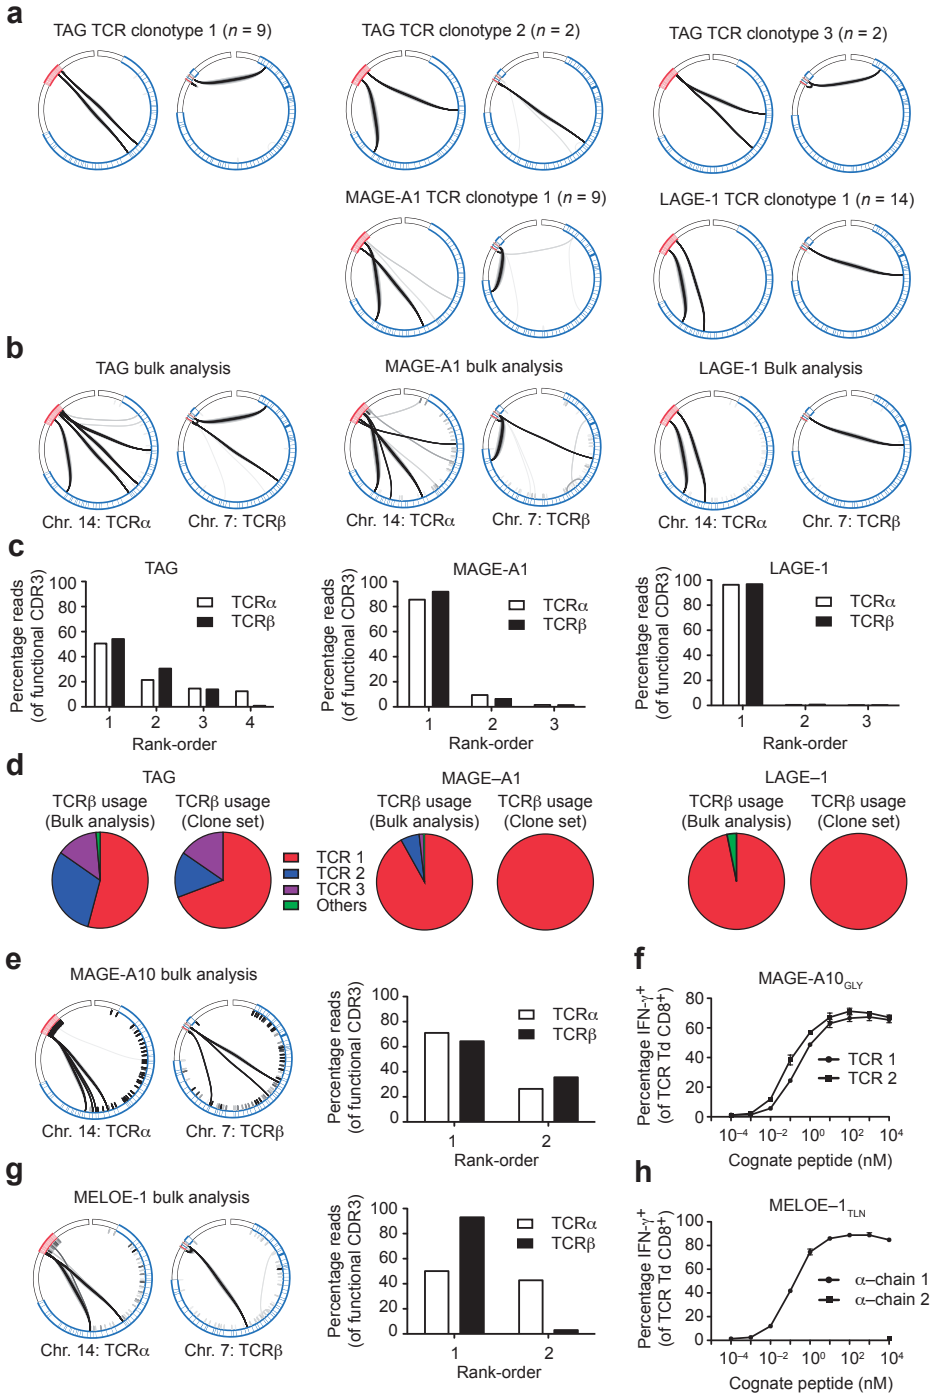 a
TAG TCR clonotype 1 (n = 9)
TAG TCR clonotype 2 (n = 2)
TAG TCR clonotype 3 (n = 2)
MAGE-A1 TCR clonotype 1 (n = 9)
LAGE-1 TCR clonotype 1 (n = 14)
b
TAG bulk analysis
MAGE-A1 bulk analysis
LAGE-1 Bulk analysis
Chr. 14: TCRα
Chr. 7: TCRβ
Chr. 14: TCRα
Chr. 7: TCRβ
Chr. 14: TCRα
Chr. 7: TCRβ
c
TAG
Percentage reads
(of functional CDR3)
100
80
60
40
20
0
TCRα
TCRβ
1 2 3 4
Rank-order
MAGE-A1
Percentage reads
(of functional CDR3)
100
80
60
40
20
0
TCRα
TCRβ
1 2 3
Rank-order
LAGE-1
Percentage reads
(of functional CDR3)
100
80
60
40
20
0
TCRα
TCRβ
1 2 3
Rank-order
d
TAG
TCRβ usage
(Bulk analysis)
TCRβ usage
(Clone set)
TCR 1
TCR 2
TCR 3
Others
MAGE–A1
TCRβ usage
(Bulk analysis)
TCRβ usage
(Clone set)
LAGE–1
TCRβ usage
(Bulk analysis)
TCRβ usage
(Clone set)
e
MAGE-A10 bulk analysis
Chr. 14: TCRα
Chr. 7: TCRβ
Percentage reads
(of functional CDR3)
100
80
60
40
20
0
TCRα
TCRβ
1 2
Rank-order
f
MAGE-A10GLY
Percentage IFN-γ+
(of TCR Td CD8+)
80
60
40
20
0
TCR 1
TCR 2
10−4 10−2 100 102 104
Cognate peptide (nM)
g
MELOE-1 bulk analysis
Chr. 14: TCRα
Chr. 7: TCRβ
Percentage reads
(of functional CDR3)
100
80
60
40
20
0
TCRα
TCRβ
1 2
Rank-order
h
MELOE–1TLN
Percentage IFN-γ+
(of TCR Td CD8+)
100
80
60
40
20
0
α–chain 1
α–chain 2
10−4 10−2 100 102 104
Cognate peptide (nM)